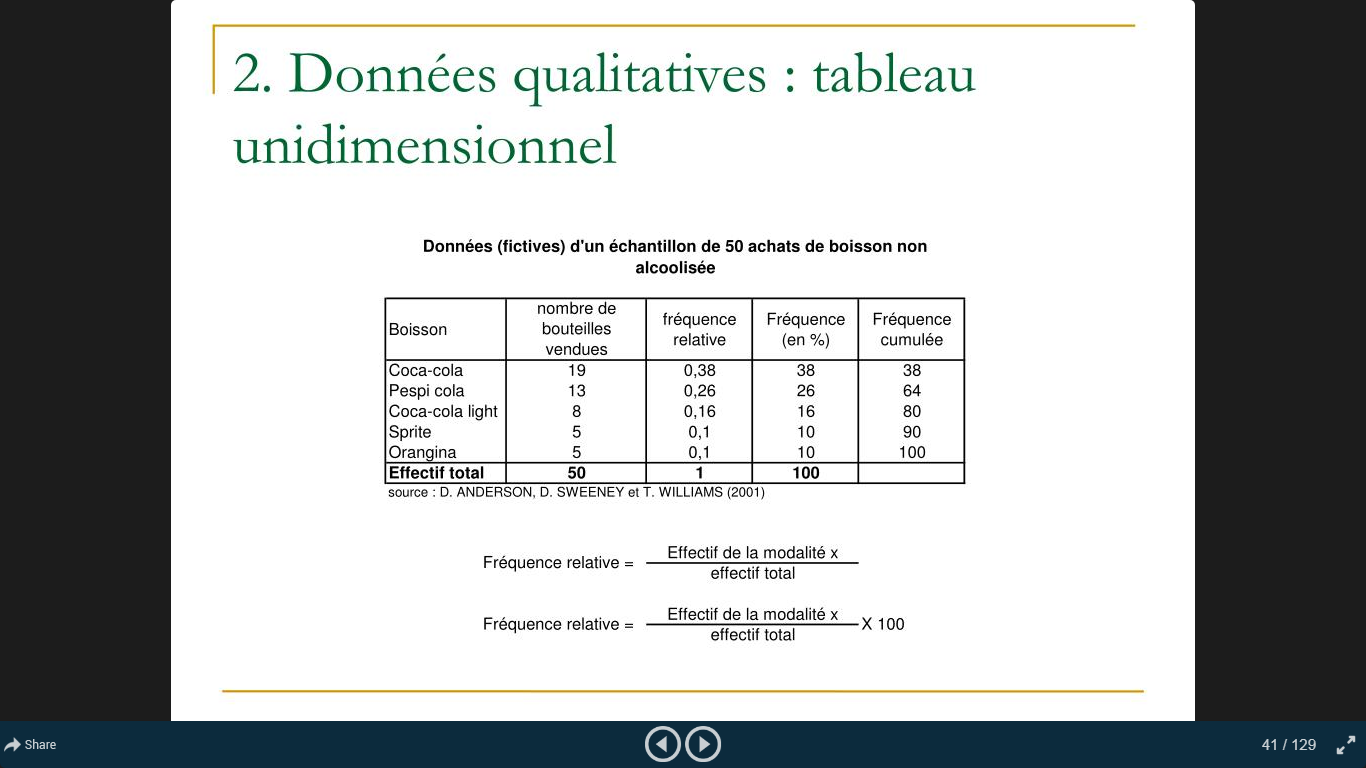 2. Données qualitatives : tableau
unidimensionnel
Données (fictives) d'un échantillon de 50 achats de boisson non
alcoolisée
Boisson nombre de bouteilles vendues fréquence relative Fréquence (en %) Fréquence cumulée
Coca-cola 19 0,38 38 38
Pespi cola 13 0,26 26 64
Coca-cola light 8 0,16 16 80
Sprite 5 0,1 10 90
Orangina 5 0,1 10 100
Effectif total 50 1 100
source : D. ANDERSON, D. SWEENEY et T. WILLIAMS (2001)
Fréquence relative = Effectif de la modalité x
effectif total
Fréquence relative = Effectif de la modalité x
effectif total X 100
Share 41 / 129